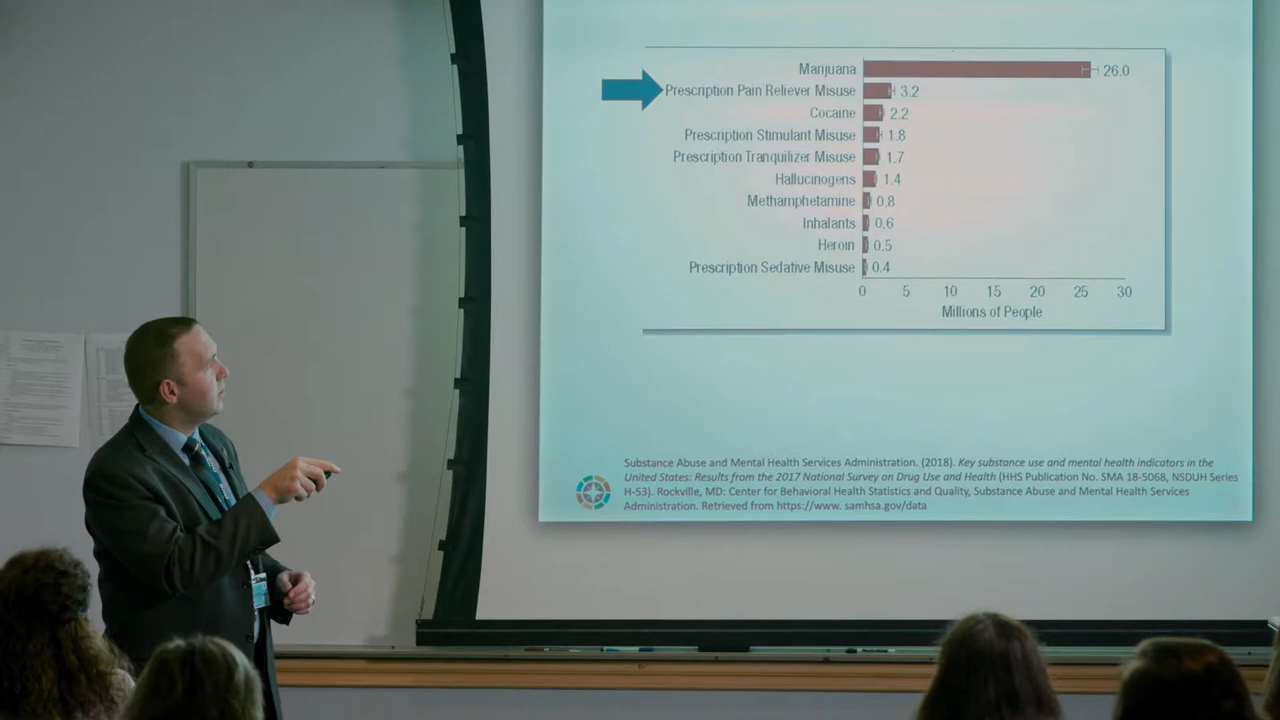 Marijuana 26.0
Prescription Pain Reliever Misuse 3.2
Cocaine 2.2
Prescription Stimulant Misuse 1.8
Prescription Tranquilizer Misuse 1.7
Hallucinogens 1.4
Methamphetamine 0.8
Inhalants 0.6
Heroin 0.5
Prescription Sedative Misuse 0.4
0 5 10 15 20 25 30
Millions of People
Substance Abuse and Mental Health Services Administration. (2018). Key substance use and mental health indicators in the
United States: Results from the 2017 National Survey on Drug Use and Health (HHS Publication No. SMA 18-5068, NSDUH Series
H-53). Rockville, MD: Center for Behavioral Health Statistics and Quality, Substance Abuse and Mental Health Services
Administration. Retrieved from https://www. samhsa.gov/data